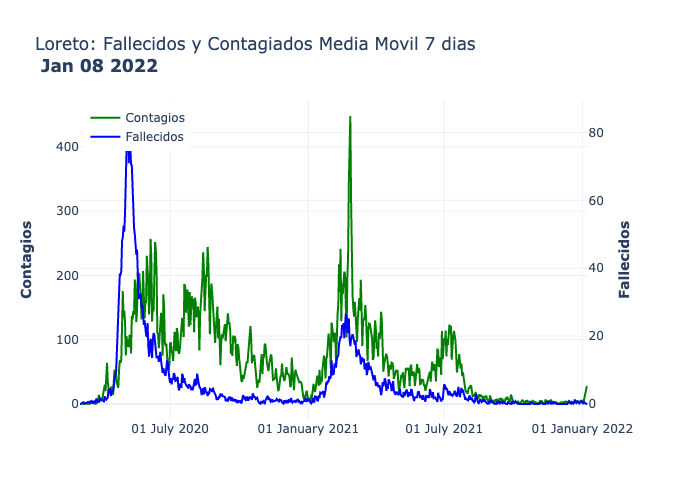 Loreto: Fallecidos y Contagiados Media Movil 7 dias
Jan 08 2022
Contagios
Fallecidos
400
300
200
100
0
Contagios
80
60
40
20
0
Fallecidos
01 July 2020
01 January 2021
01 July 2021
01 January 2022